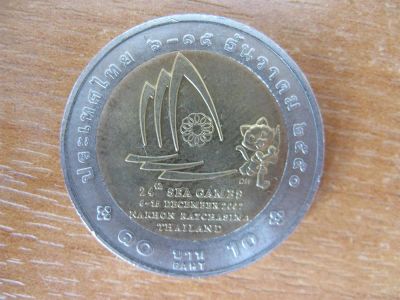 ประเทศไทย ๖-๑๕ ธันวาคม ๒๕๕๐
24th SEA GAMES
6-15 DECEMBER 2007
NAKHON RATCHASIMA
THAILAND
๑๐ บาท 10
BAHT